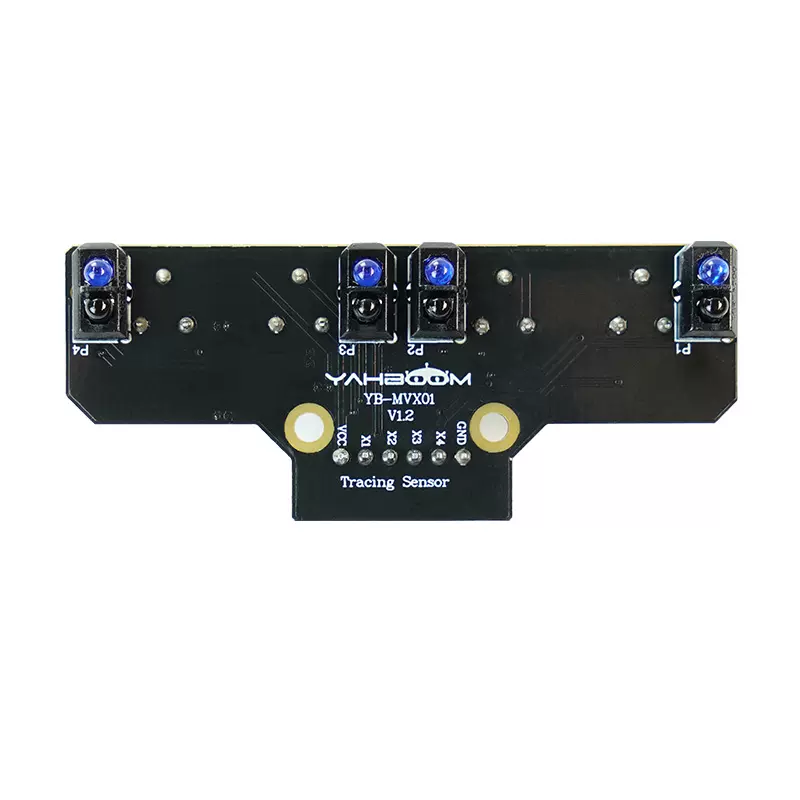 P4
P3
P2
P1
YAHBOOM
YB-MVX01
V1.2
VCC
X1
X2
X3
X4
GND
Tracing Sensor